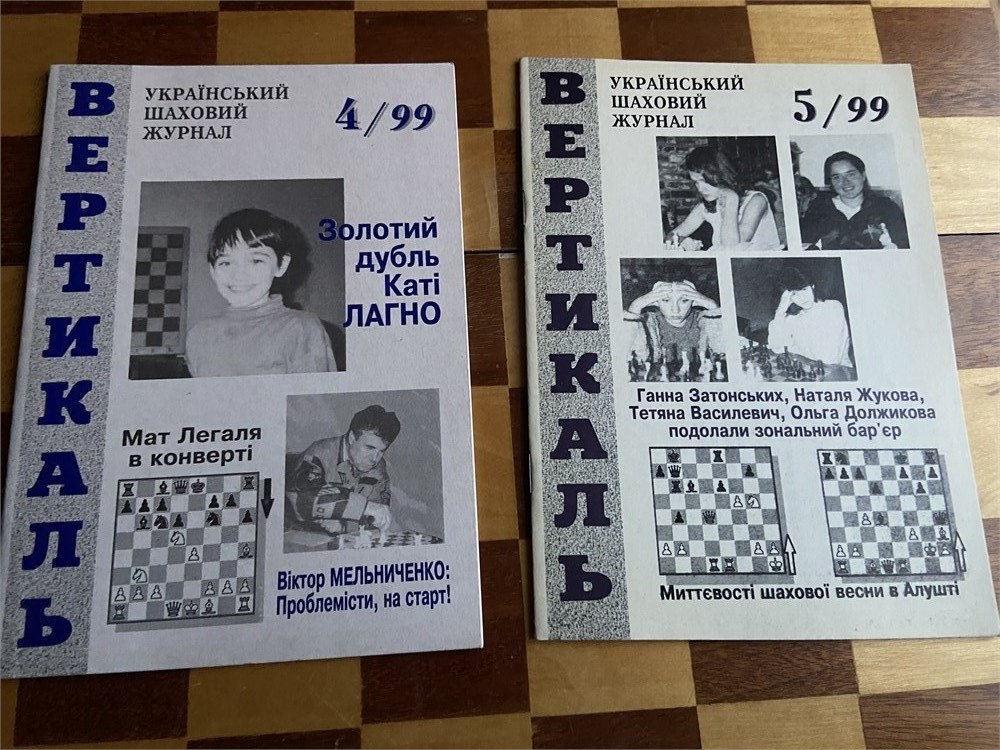 ВЕРТИКАЛЬ
УКРАЇНСЬКИЙ
ШАХОВИЙ
ЖУРНАЛ
4/99
Золотий
дубль
Каті
ЛАГНО
Мат Легаля
в конверті
Віктор МЕЛЬНИЧЕНКО:
Проблемісти, на старт!
ВЕРТИКАЛЬ
УКРАЇНСЬКИЙ
ШАХОВИЙ
ЖУРНАЛ
5/99
Ганна Затонських, Наталя Жукова,
Тетяна Василевич, Ольга Должикова
подолали зональний бар'єр
Миттєвості шахової весни в Алушті